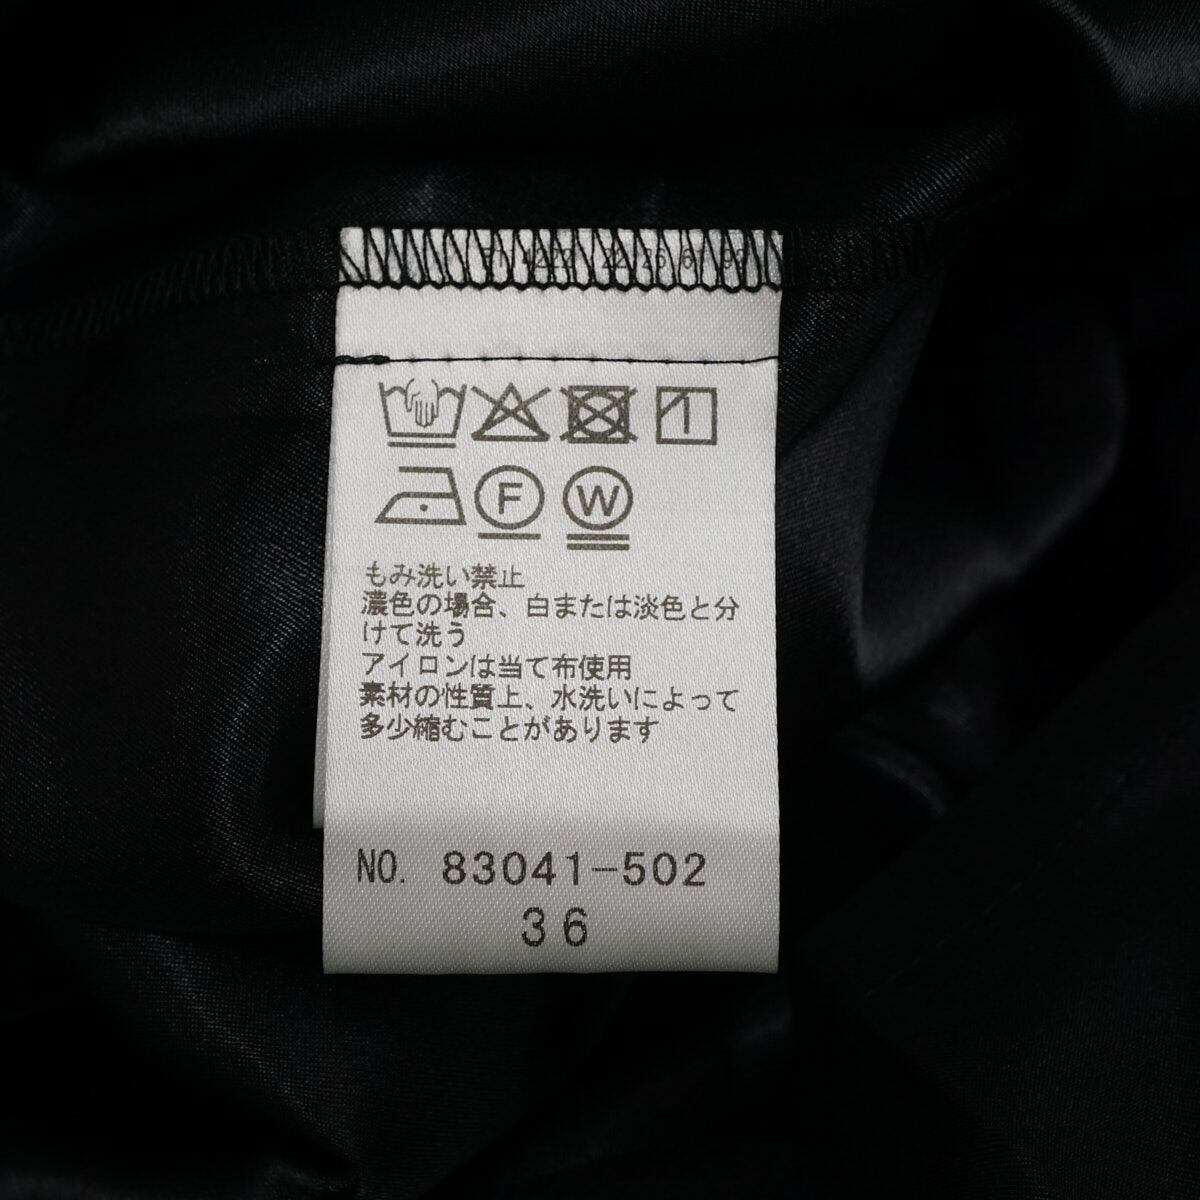 F W
もみ洗い禁止
濃色の場合、白または淡色と分
けて洗う
アイロンは当て布使用
素材の性質上、水洗いによって
多少縮むことがあります
NO. 83041-502
36